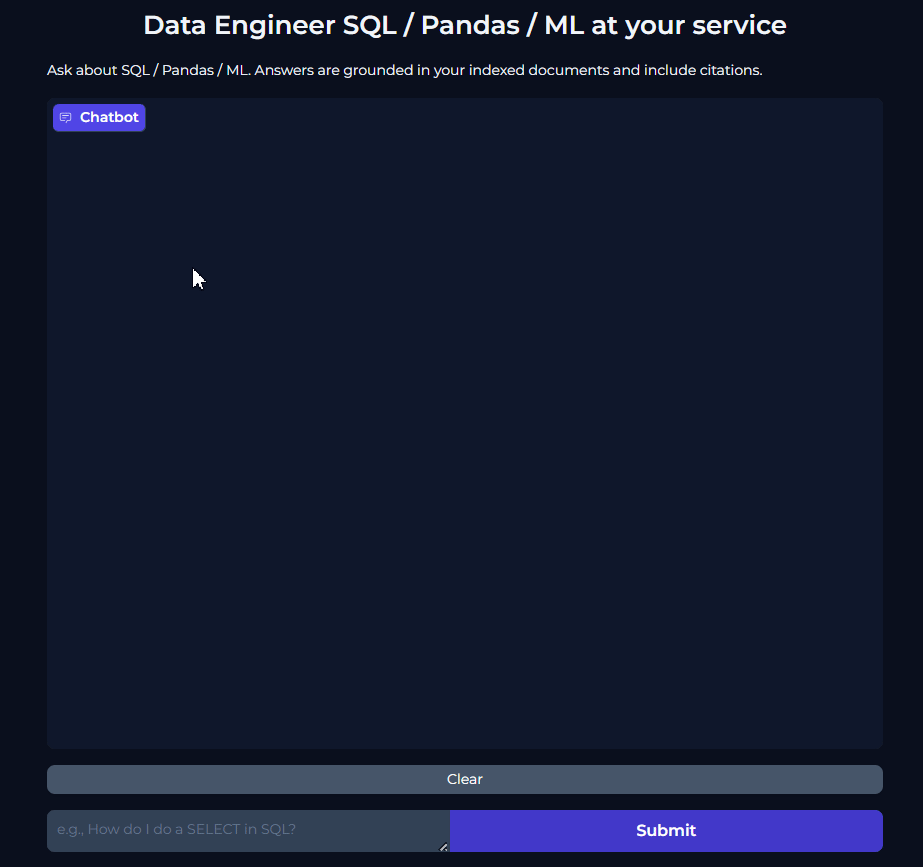 Data Engineer SQL / Pandas / ML at your service
Ask about SQL / Pandas / ML. Answers are grounded in your indexed documents and include citations.
Chatbot
Clear
e.g., How do I do a SELECT in SQL?
Submit